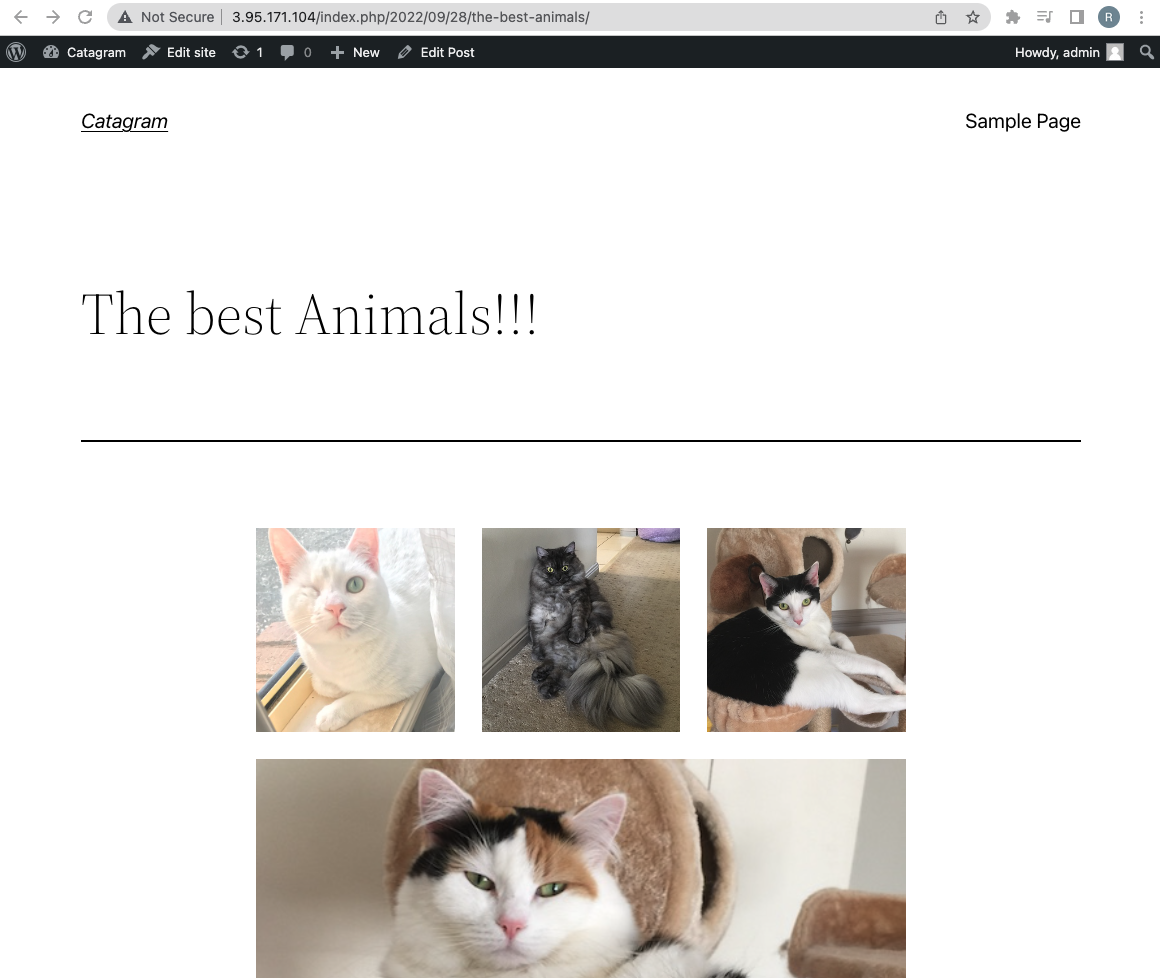 Not Secure 3.95.171.104/index.php/2022/09/28/the-best-animals/ R
Catagram Edit site 1 0 New Edit Post Howdy, admin
Catagram Sample Page
The best Animals!!!